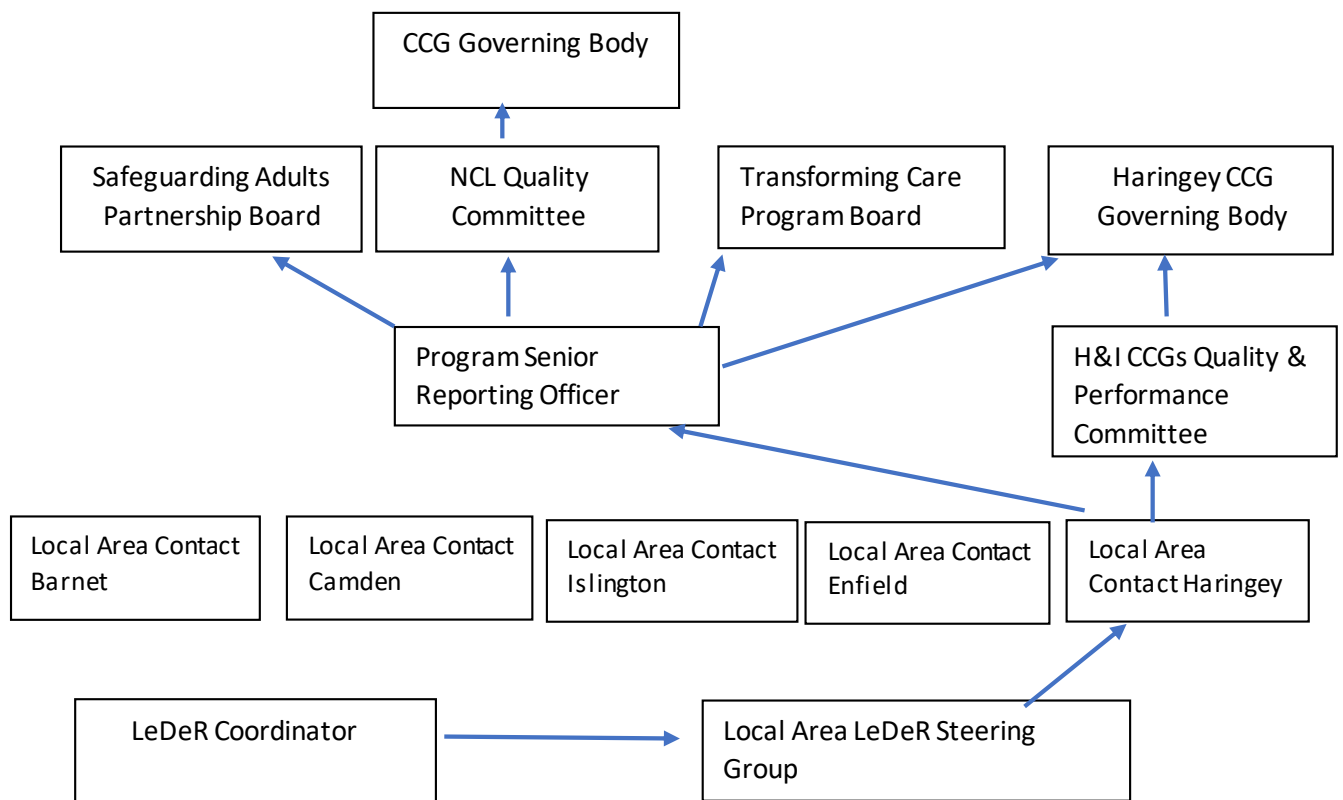 CCG Governing Body
Safeguarding Adults
Partnership Board
NCL Quality
Committee
Transforming Care
Program Board
Haringey CCG
Governing Body
Program Senior
Reporting Officer
H&I CCGs Quality &
Performance
Committee
Local Area Contact
Barnet
Local Area Contact
Camden
Local Area Contact
Islington
Local Area Contact
Enfield
Local Area
Contact Haringey
LeDeR Coordinator
Local Area LeDeR Steering
Group